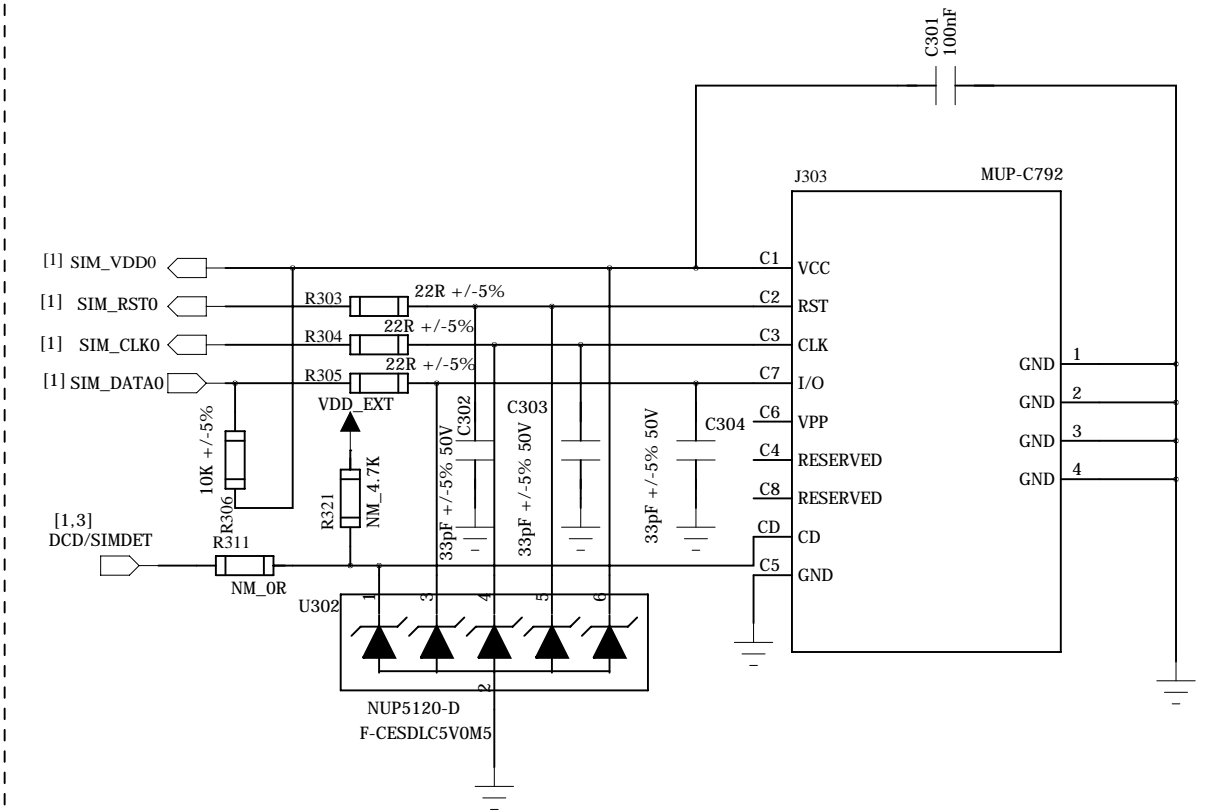 C301
100nF
J303
MUP-C792
[1] SIM_VDD0
C1
VCC
[1] SIM_RST0
R303
22R +/-5%
C2
RST
[1] SIM_CLK0
R304
22R +/-5%
C3
CLK
[1] SIM_DATA0
R305
22R +/-5%
C7
I/O
GND
1
VDD_EXT
C302
C303
C304
C6
VPP
GND
2
10K +/-5%
R306
R321
NM_4.7K
33pF +/-5% 50V
33pF +/-5% 50V
33pF +/-5% 50V
C4
RESERVED
GND
3
C8
RESERVED
GND
4
[1,3]
DCD/SIMDET
R311
NM_0R
CD
CD
C5
GND
U302
1
3
4
5
6
2
NUP5120-D
F-CESDLC5V0M5